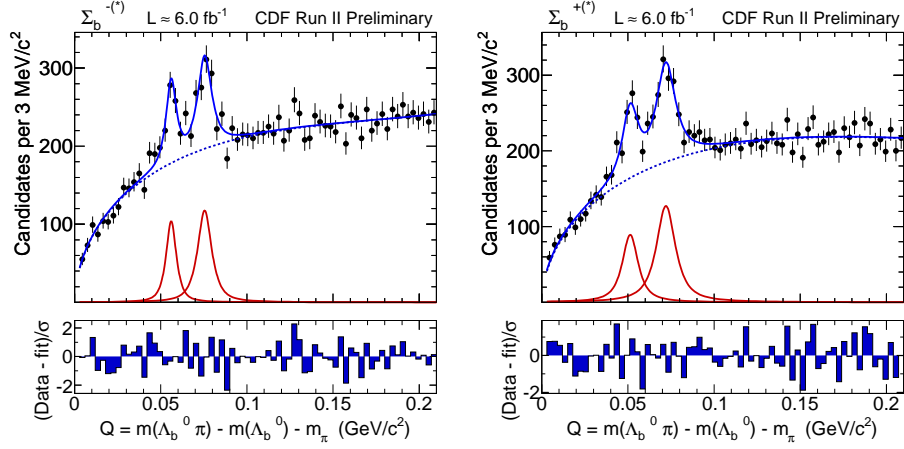 Σb-(*) L ≈ 6.0 fb-1 CDF Run II Preliminary
Candidates per 3 MeV/c2
300
200
100
(Data - fit)/σ
2
0
-2
0 0.05 0.1 0.15 0.2
Q = m(Λb0 π) - m(Λb0) - mπ (GeV/c2)
Σb+(*) L ≈ 6.0 fb-1 CDF Run II Preliminary
Candidates per 3 MeV/c2
300
200
100
(Data - fit)/σ
2
0
-2
0 0.05 0.1 0.15 0.2
Q = m(Λb0 π) - m(Λb0) - mπ (GeV/c2)